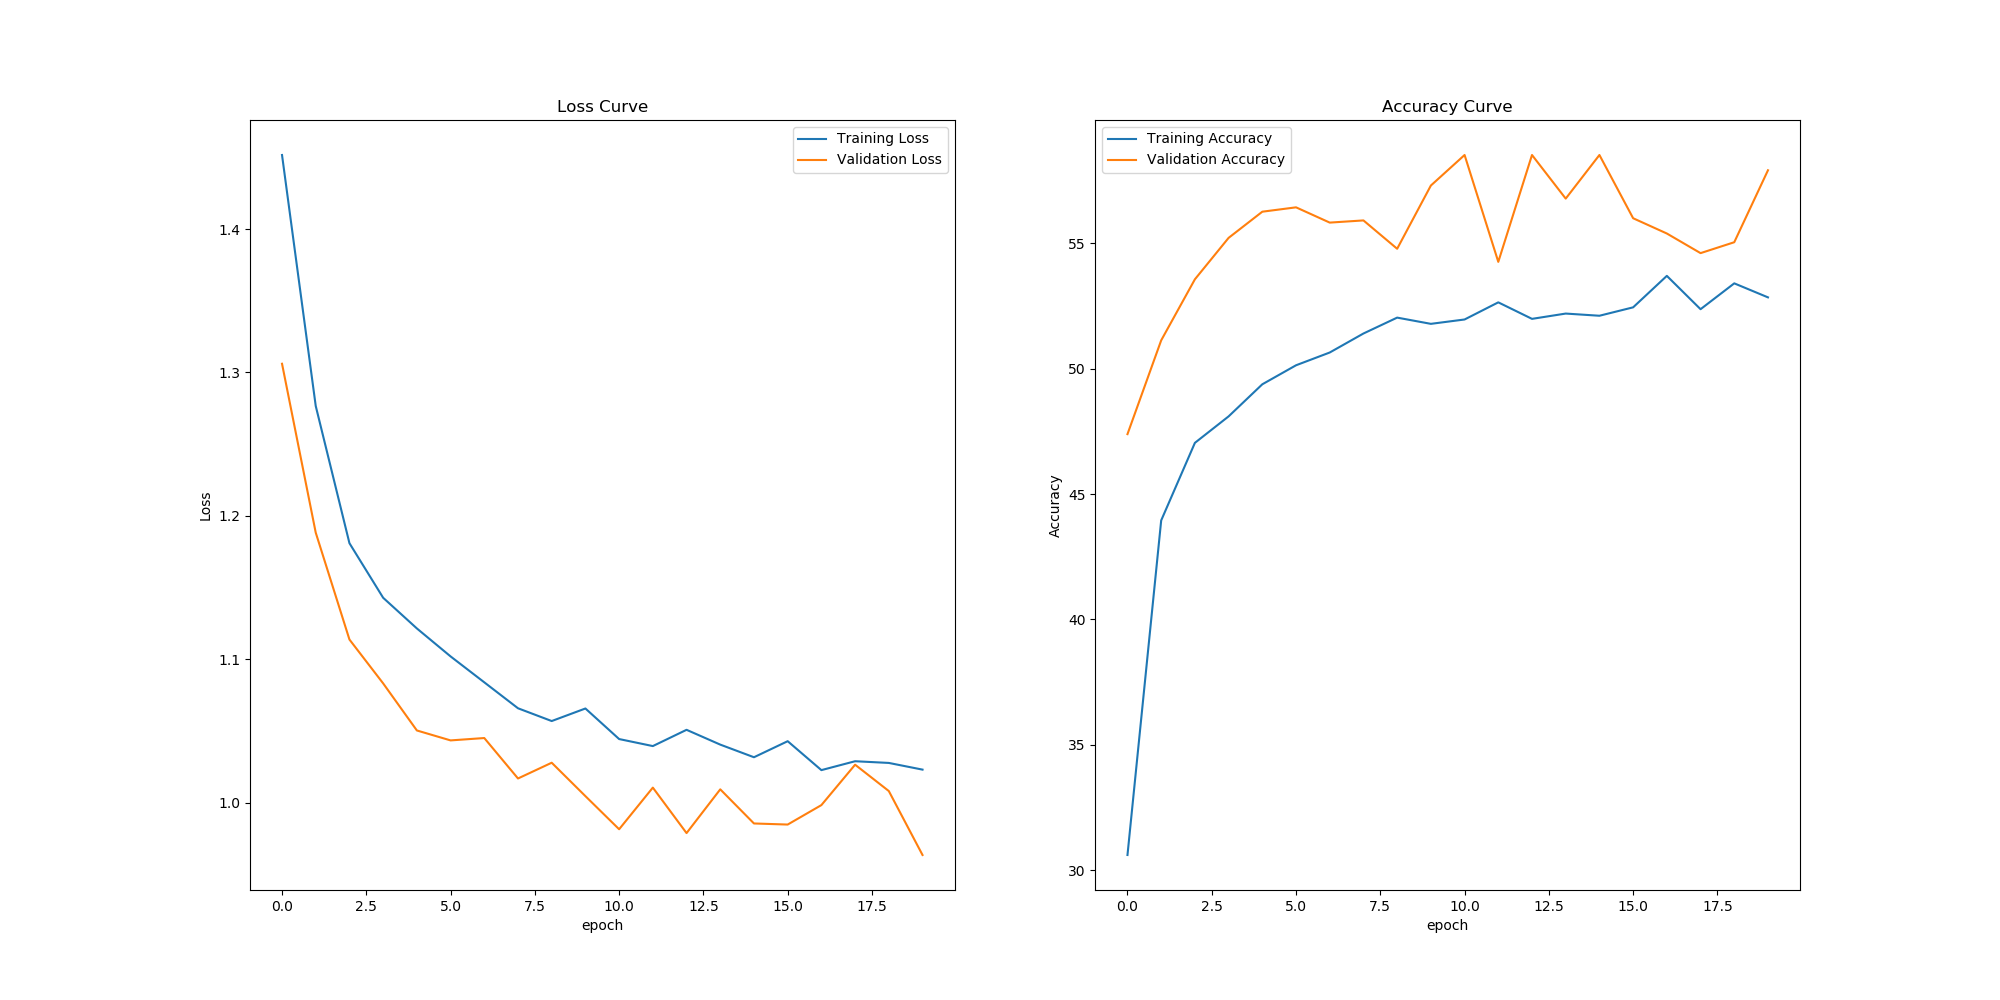 Loss Curve
Training Loss
Validation Loss
1.4
1.3
1.2
1.1
1.0
Loss
0.0 2.5 5.0 7.5 10.0 12.5 15.0 17.5
epoch
Accuracy Curve
Training Accuracy
Validation Accuracy
55
50
45
40
35
30
Accuracy
0.0 2.5 5.0 7.5 10.0 12.5 15.0 17.5
epoch